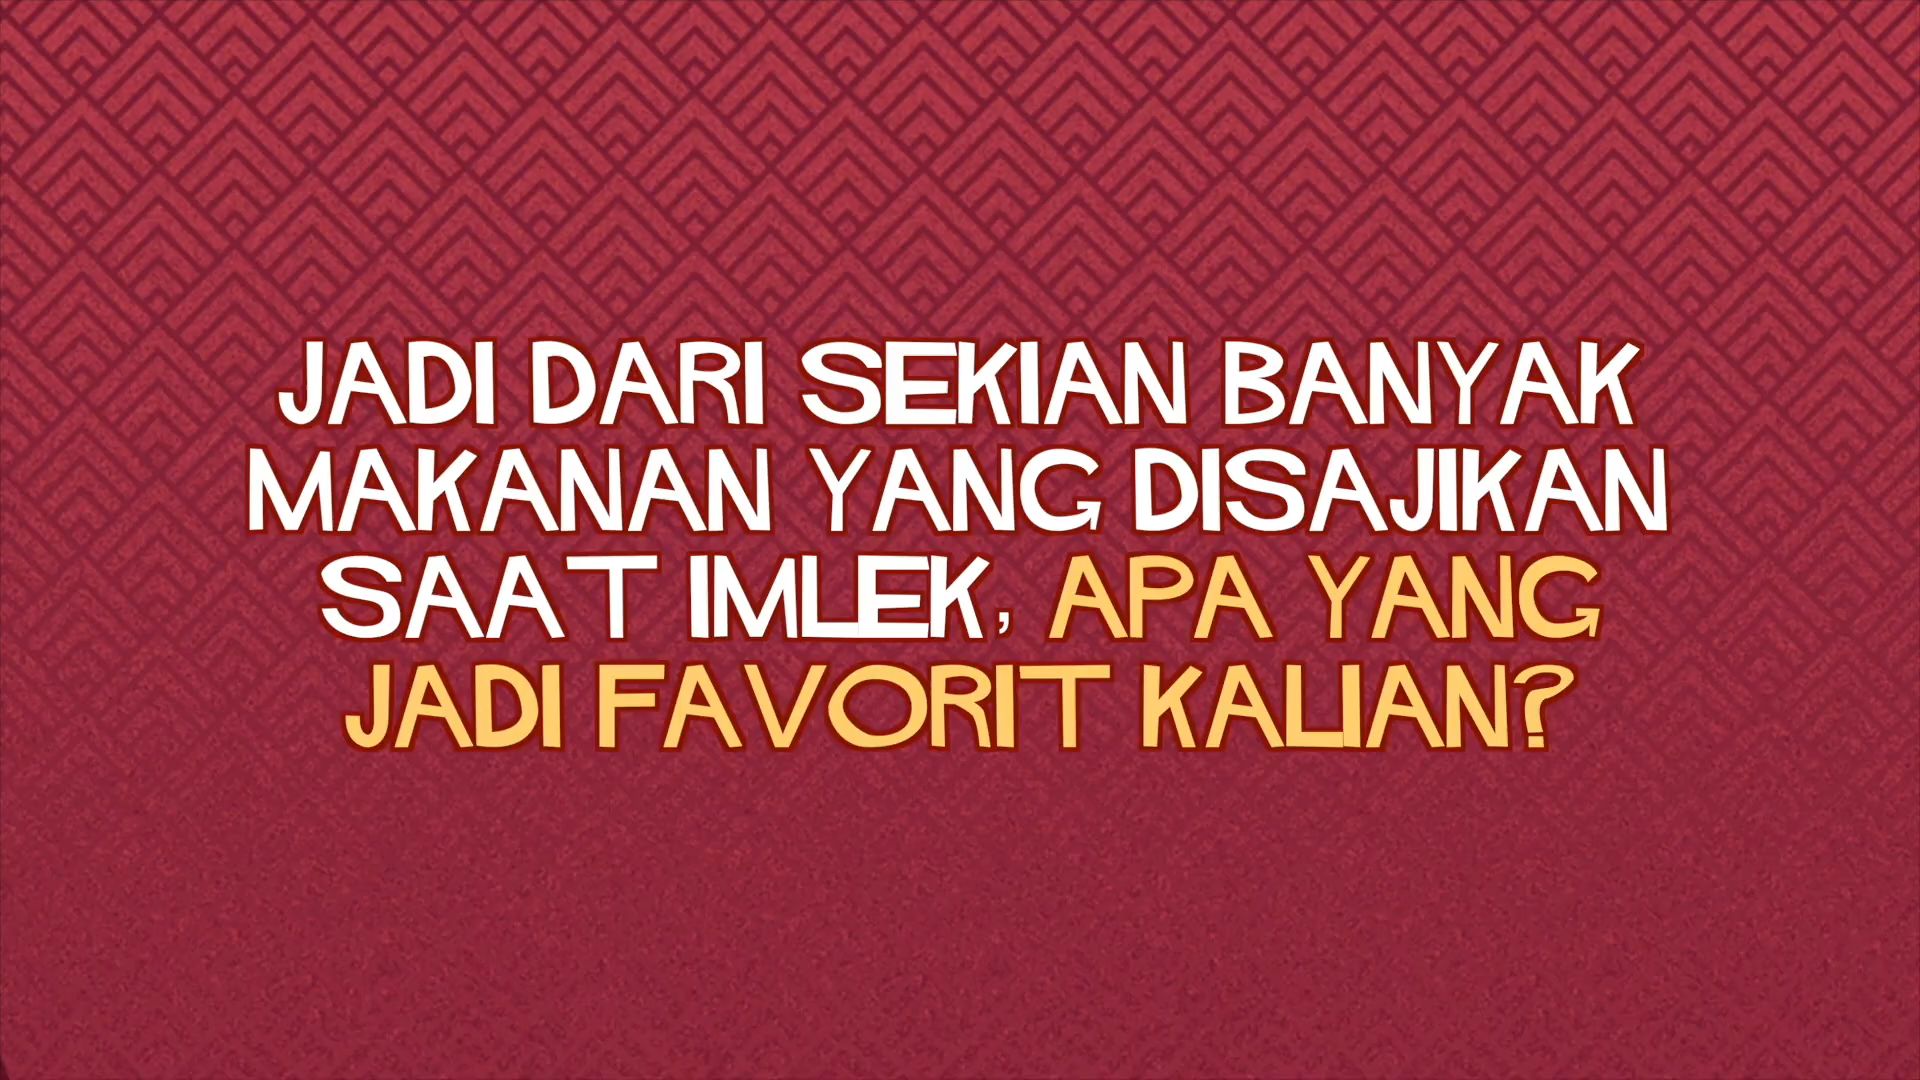 JADI DARI SEKIAN BANYAK
MAKANAN YANG DISAJIKAN
SAAT IMLEK, APA YANG
JADI FAVORIT KALIAN?